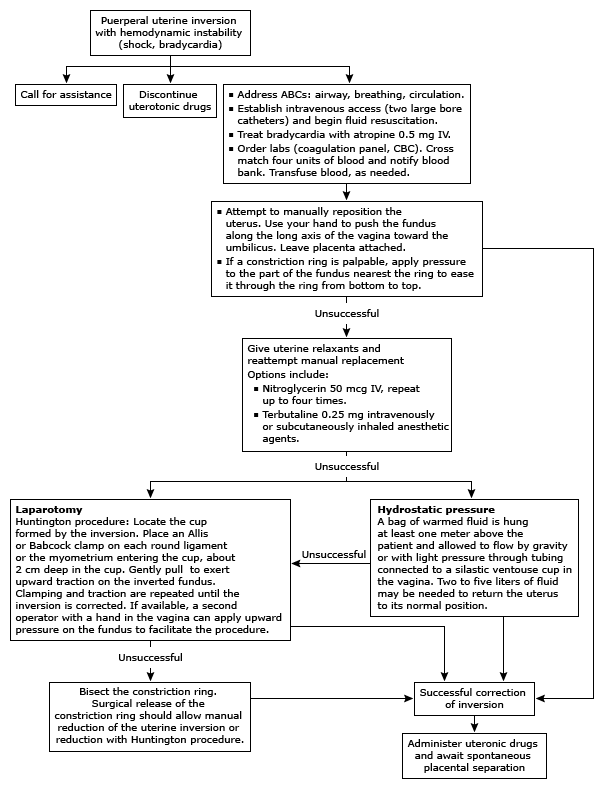 Puerperal uterine inversion
with hemodynamic instability
(shock, bradycardia)
Call for assistance
Discontinue
uterotonic drugs
▪ Address ABCs: airway, breathing, circulation.
▪ Establish intravenous access (two large bore
catheters) and begin fluid resuscitation.
▪ Treat bradycardia with atropine 0.5 mg IV.
▪ Order labs (coagulation panel, CBC). Cross
match four units of blood and notify blood
bank. Transfuse blood, as needed.
▪ Attempt to manually reposition the
uterus. Use your hand to push the fundus
along the long axis of the vagina toward the
umbilicus. Leave placenta attached.
▪ If a constriction ring is palpable, apply pressure
to the part of the fundus nearest the ring to ease
it through the ring from bottom to top.
Unsuccessful
Give uterine relaxants and
reattempt manual replacement
Options include:
▪ Nitroglycerin 50 mcg IV, repeat
up to four times.
▪ Terbutaline 0.25 mg intravenously
or subcutaneously inhaled anesthetic
agents.
Unsuccessful
Laparotomy
Huntington procedure: Locate the cup
formed by the inversion. Place an Allis
or Babcock clamp on each round ligament
or the myometrium entering the cup, about
2 cm deep in the cup. Gently pull to exert
upward traction on the inverted fundus.
Clamping and traction are repeated until the
inversion is corrected. If available, a second
operator with a hand in the vagina can apply upward
pressure on the fundus to facilitate the procedure.
Unsuccessful
Hydrostatic pressure
A bag of warmed fluid is hung
at least one meter above the
patient and allowed to flow by gravity
or with light pressure through tubing
connected to a silastic ventouse cup in
the vagina. Two to five liters of fluid
may be needed to return the uterus
to its normal position.
Unsuccessful
Bisect the constriction ring.
Surgical release of the
constriction ring should allow manual
reduction of the uterine inversion or
reduction with Huntington procedure.
Successful correction
of inversion
Administer uteronic drugs
and await spontaneous
placental separation